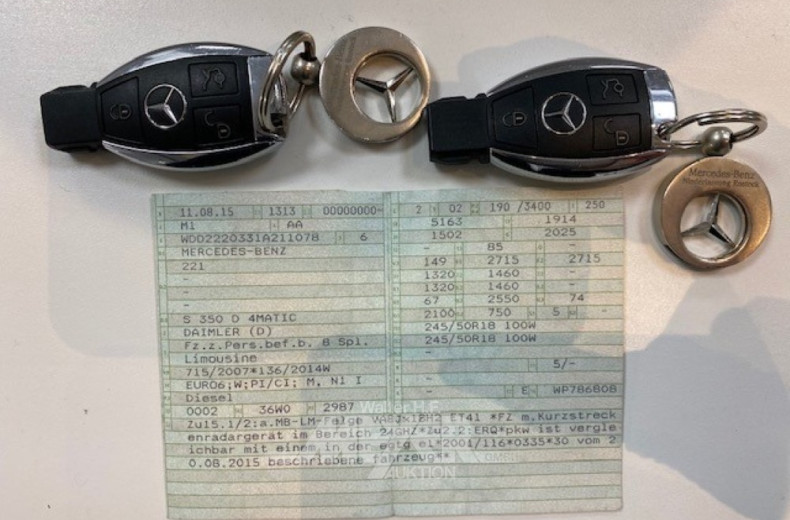 Mercedes-Benz
11.08.15 1313 00000000-
M1 AA
WDD2220331A211078 6
MERCEDES-BENZ
221
-
-
-
S 350 D 4MATIC
DAIMLER (D)
Fz.z.Pers.bef.b. 8 Spl.
Limousine
715/2007*136/2014W
EURO6;W;PI/CI; M, N1 I
Diesel
0002 36W0 2987
2 02 190 /3400 250
5163 1914
1502 2025
- 85 -
149 2715 2715
1320 1460 -
1320 1460 -
67 2550 74
2100 750 5 -
245/50R18 100W
245/50R18 100W
-
- 5/-
-
- E WP786808
Zu15.1/2:a.MB-LM-Felge ET41 *FZ m.Kurzstreck
enradargerät im Bereich *Zu2.2:ERQ*pkw ist vergle
ichbar mit einem in der egtg e1*2001/116*0335*30 vom 2
0.08.2015 beschriebene fahrzeug**
AUKTION